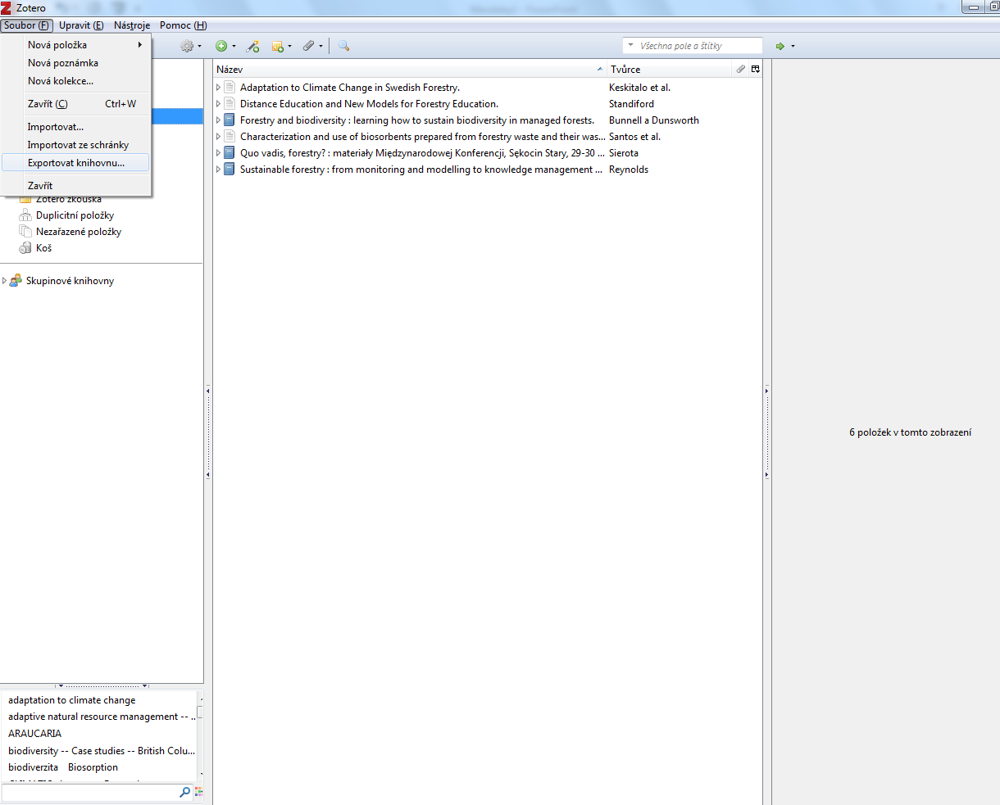 Zotero
Soubor (F) Upravit (E) Nástroje Pomoc (H)
Nová položka
Nová poznámka
Nová kolekce...
Zavřít (C) Ctrl+W
Importovat...
Importovat ze schránky
Exportovat knihovnu...
Zavřít
Zotero zkouška
Duplicitní položky
Nezařazené položky
Koš
Skupinové knihovny
Všechna pole a štítky
Název Tvůrce
Adaptation to Climate Change in Swedish Forestry. Keskitalo et al.
Distance Education and New Models for Forestry Education. Standiford
Forestry and biodiversity : learning how to sustain biodiversity in managed forests. Bunnell a Dunsworth
Characterization and use of biosorbents prepared from forestry waste and their was... Santos et al.
Quo vadis, forestry? : materiały Międzynarodowej Konferencji, Sękocin Stary, 29-30 ... Sierota
Sustainable forestry : from monitoring and modelling to knowledge management ... Reynolds
6 položek v tomto zobrazení
adaptation to climate change
adaptive natural resource management -- ..
ARAUCARIA
biodiversity -- Case studies -- British Colu...
biodiverzita Biosorption